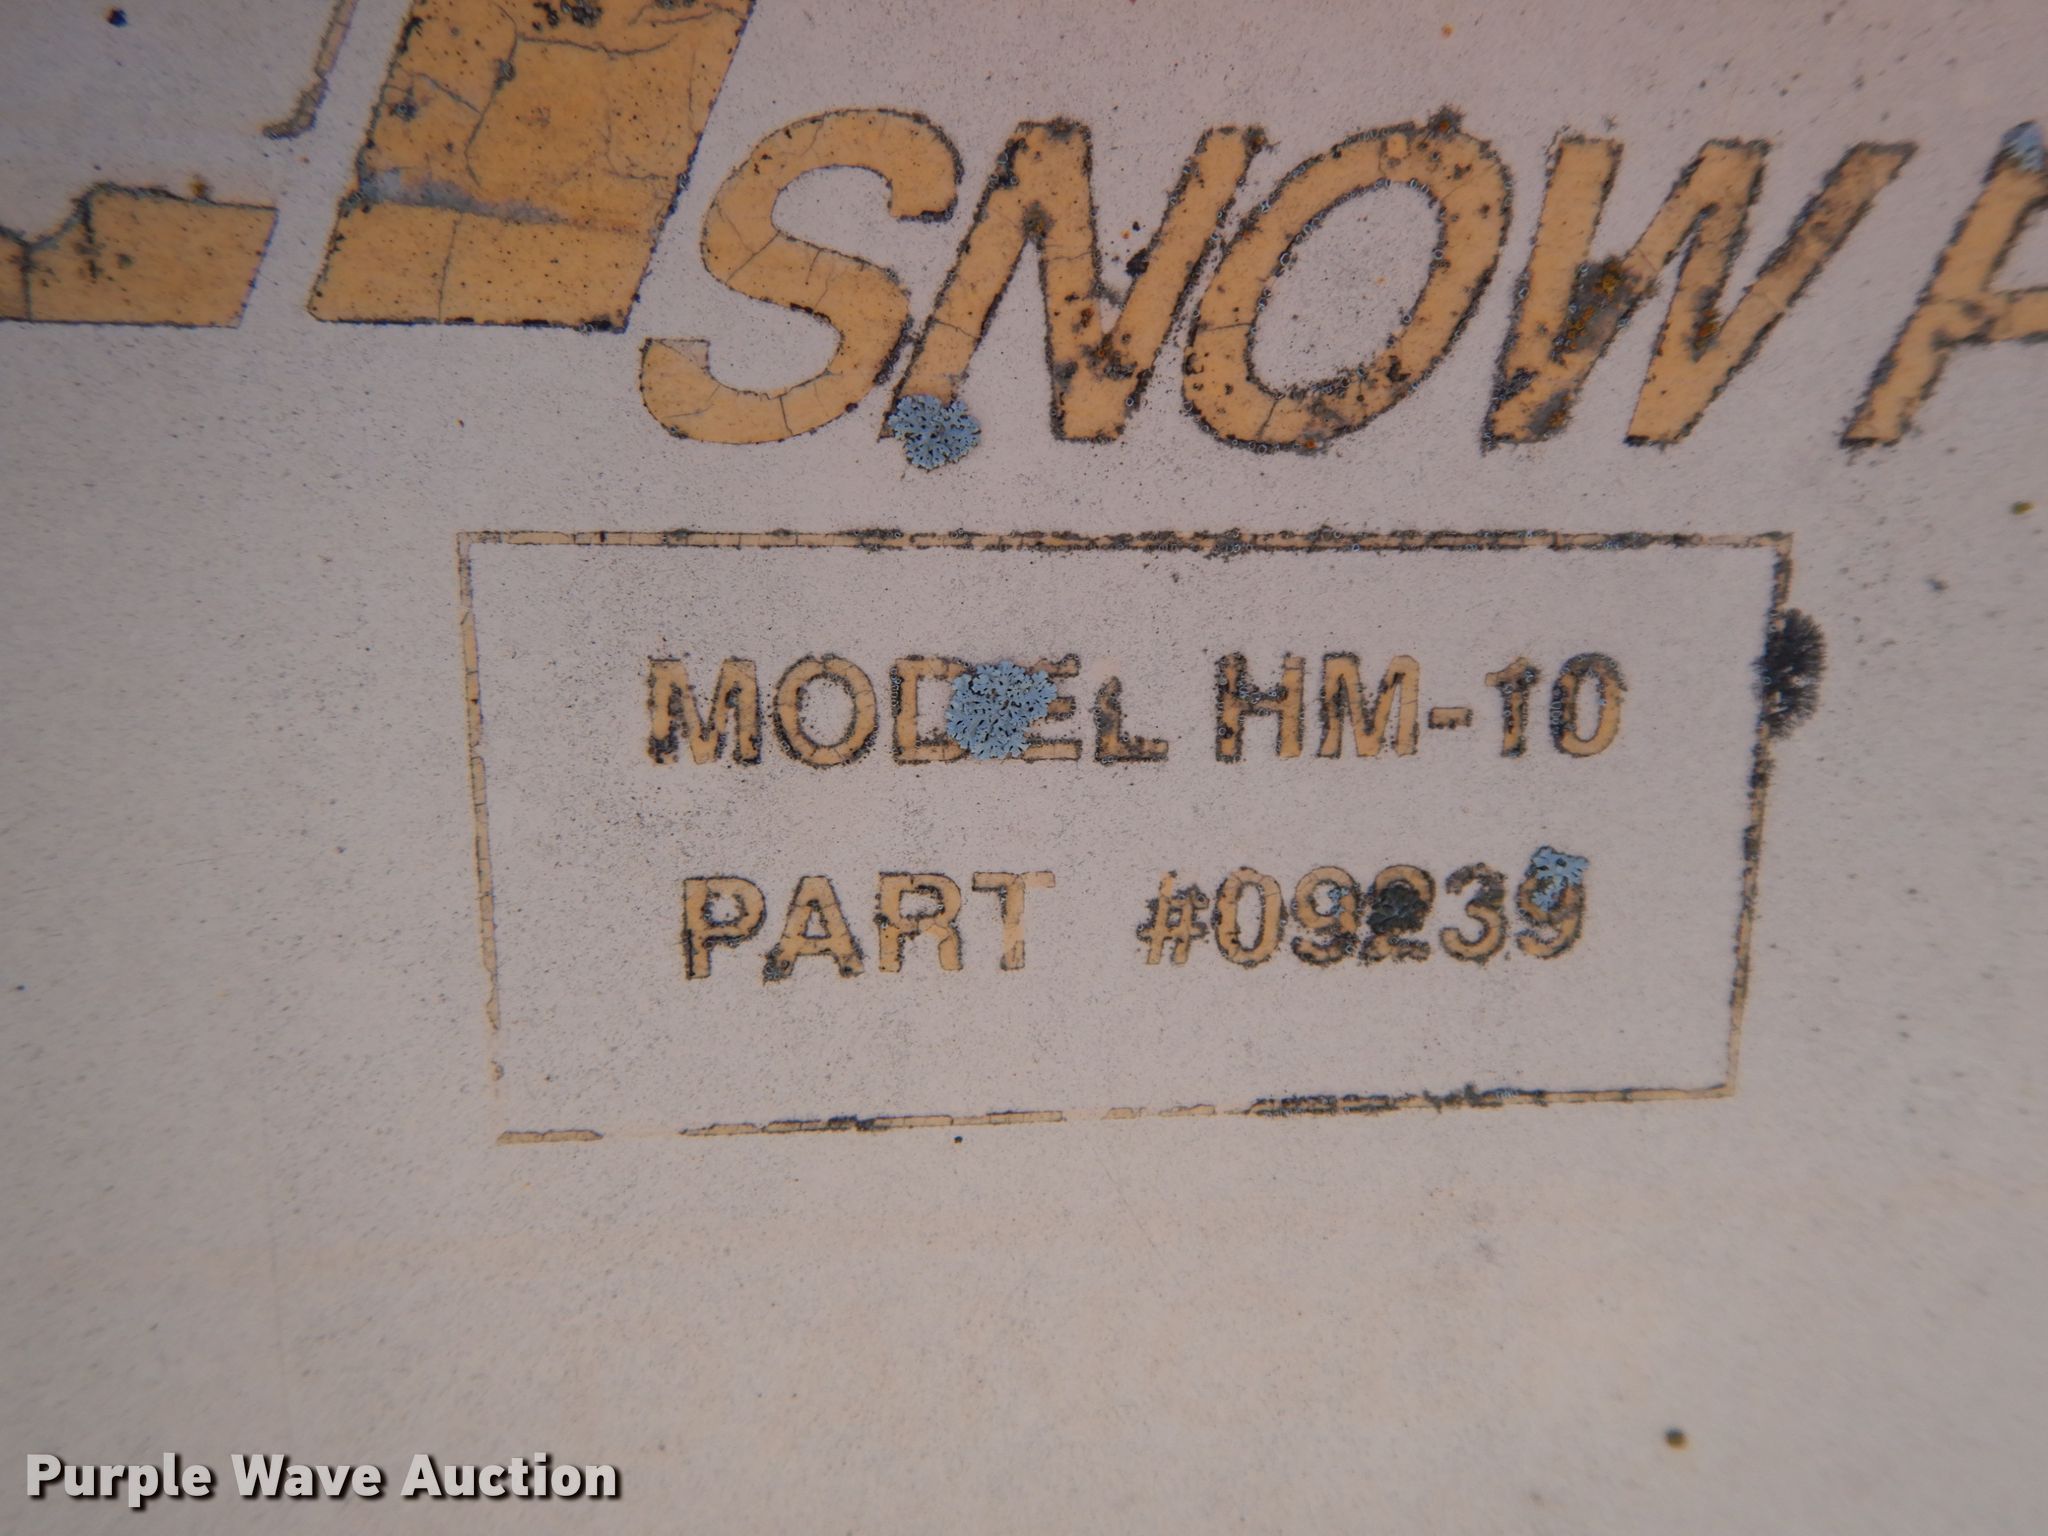 SNOW
MODEL HM-10
PART #09239
Purple Wave Auction